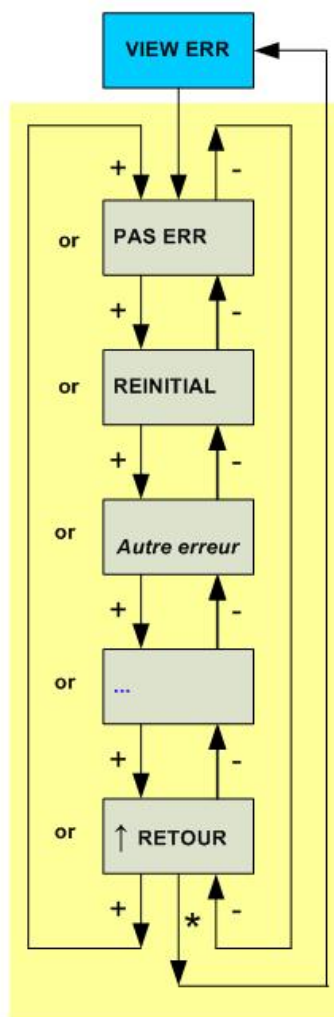 VIEW ERR
+ -
or PAS ERR
+ -
or REINITIAL
+ -
or Autre erreur
+ -
or ...
+ -
or ↑ RETOUR
+ * -